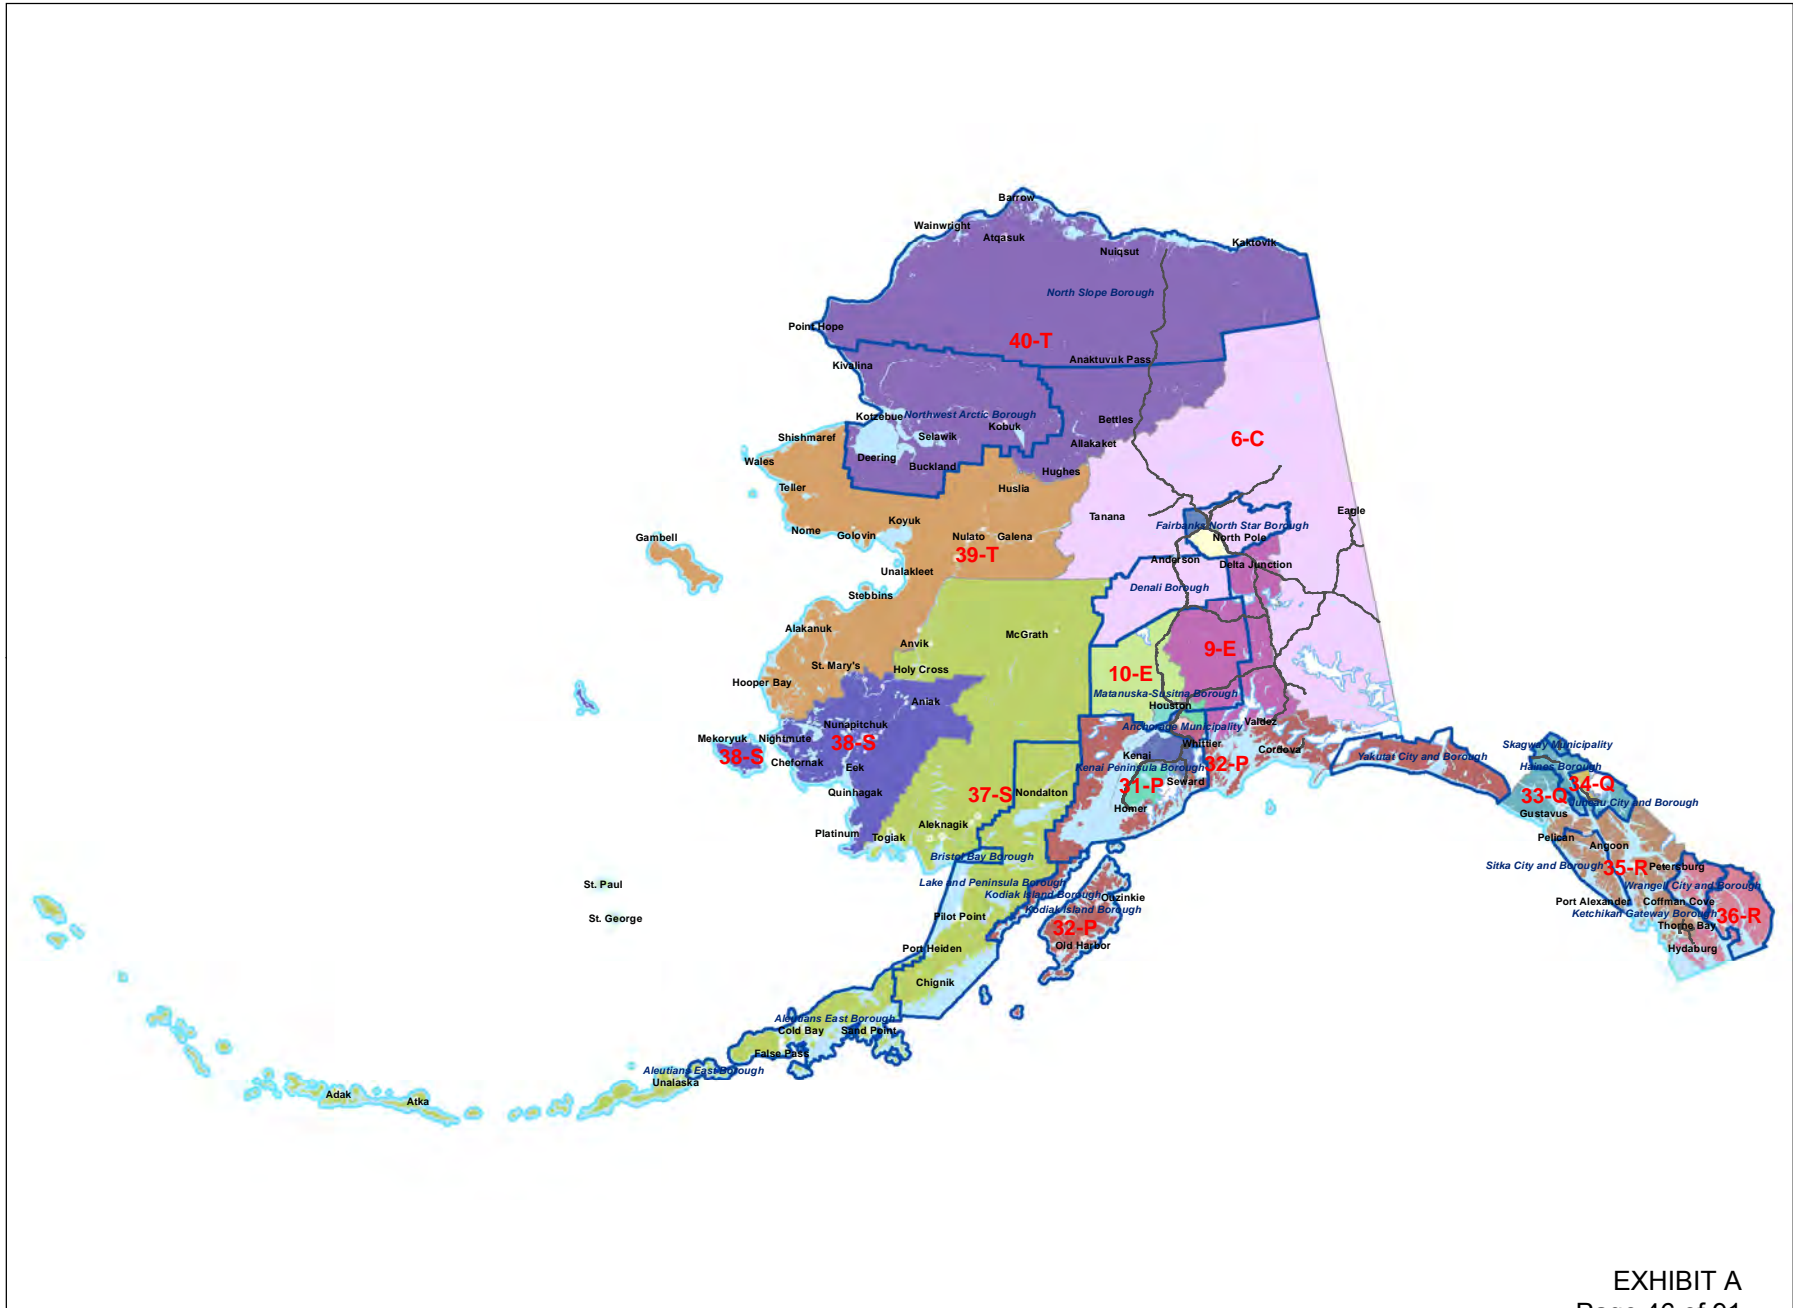 Barrow
Wainwright
Atqasuk
Nuiqsut
Kaktovik
North Slope Borough
Point Hope
40-T
Anaktuvuk Pass
Kivalina
Kotzebue
Northwest Arctic Borough
Kobuk
Bettles
Shishmaref
Selawik
Allakaket
6-C
Wales
Deering
Buckland
Hughes
Teller
Huslia
Tanana
Eagle
Nome
Koyuk
Fairbanks North Star Borough
Gambell
Golovin
Nulato
Galena
North Pole
39-T
Anderson
Delta Junction
Unalakleet
Denali Borough
Stebbins
Alakanuk
McGrath
Anvik
9-E
St. Mary's
Holy Cross
10-E
Hooper Bay
Matanuska-Susitna Borough
Aniak
Houston
Nunapitchuk
Anchorage Municipality
Valdez
Mekoryuk
Nightmute
38-S
Whittier
Cordova
Skagway Municipality
38-S
Chefornak
Eek
Kenai
Kenai Peninsula Borough
32-P
Yakutat City and Borough
Haines Borough
Quinhagak
37-S
Nondalton
31-P
Seward
33-Q
34-Q
Juneau City and Borough
Homer
Gustavus
Platinum
Togiak
Aleknagik
Pelican
Angoon
Bristol Bay Borough
Sitka City and Borough
35-R
Petersburg
St. Paul
Lake and Peninsula Borough
Kodiak Island Borough
Ouzinkie
Wrangell City and Borough
Port Alexander
Coffman Cove
St. George
Pilot Point
Kodiak Island Borough
Ketchikan Gateway Borough
36-R
32-P
Thorne Bay
Port Heiden
Old Harbor
Hydaburg
Chignik
Aleutians East Borough
Cold Bay
Sand Point
False Pass
Aleutians East Borough
Unalaska
Adak
Atka
EXHIBIT A
Page 46 of 91